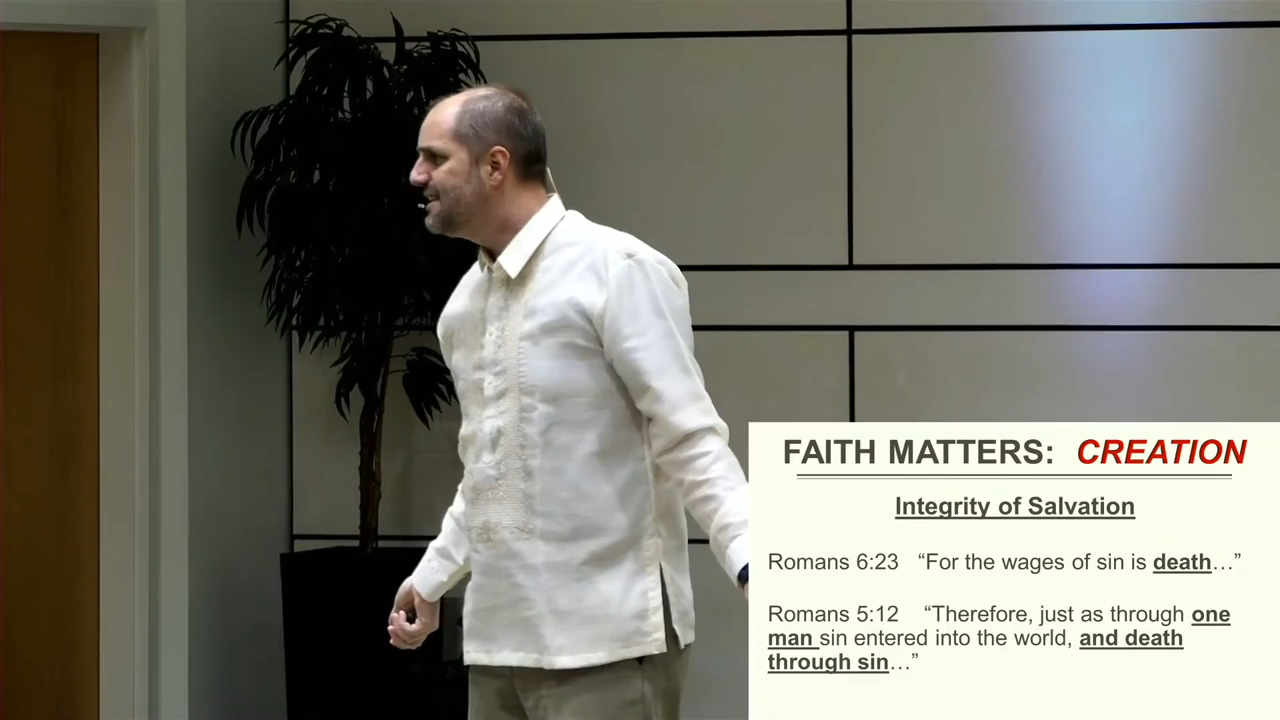 FAITH MATTERS: CREATION
Integrity of Salvation
Romans 6:23 “For the wages of sin is death…”
Romans 5:12 “Therefore, just as through one
man sin entered into the world, and death
through sin…”